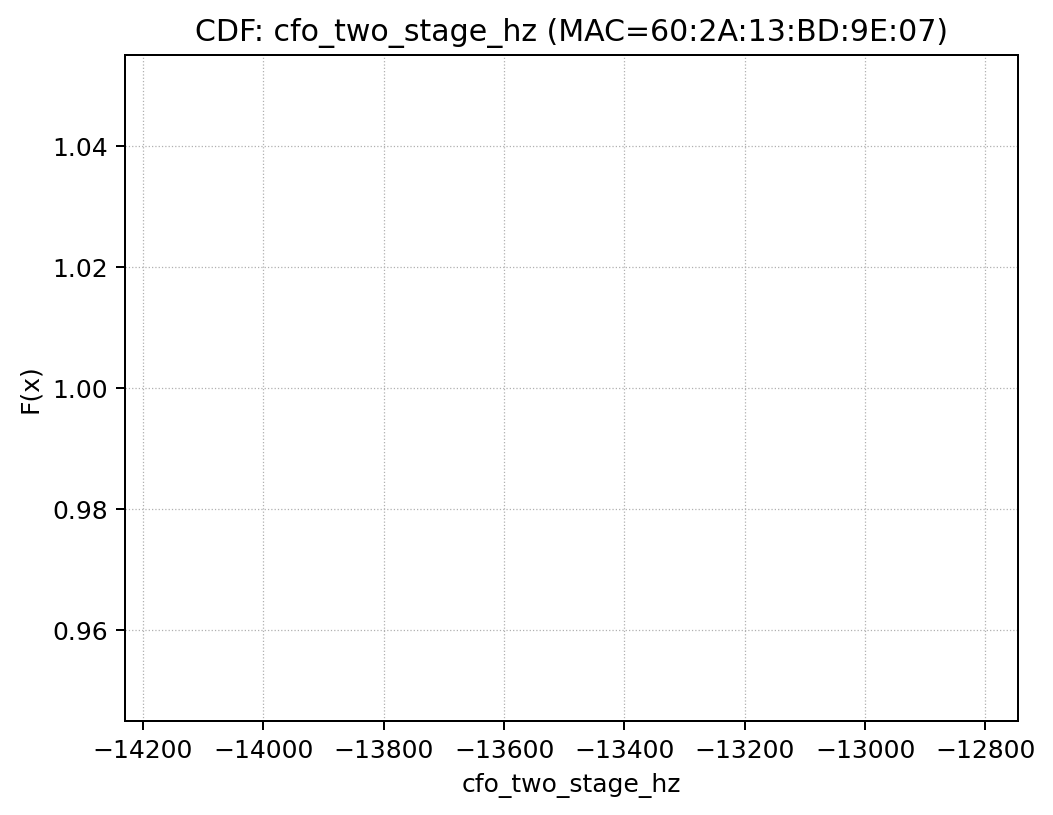 CDF: cfo_two_stage_hz (MAC=60:2A:13:BD:9E:07)
1.04
1.02
1.00
0.98
0.96
F(x)
−14200 −14000 −13800 −13600 −13400 −13200 −13000 −12800
cfo_two_stage_hz